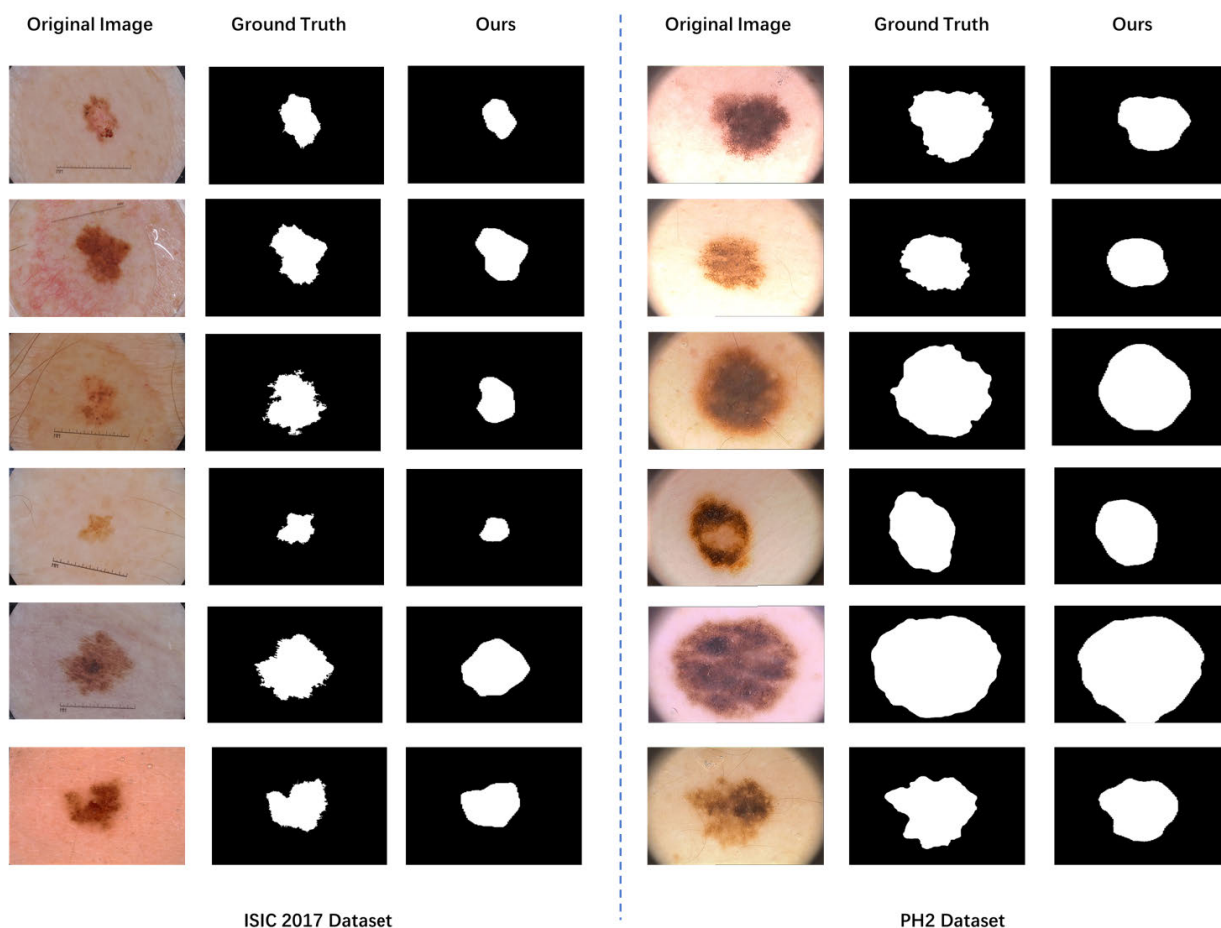 Original Image Ground Truth Ours Original Image Ground Truth Ours
ISIC 2017 Dataset PH2 Dataset